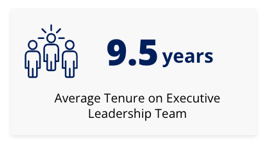 9.5 years
Average Tenure on Executive
Leadership Team